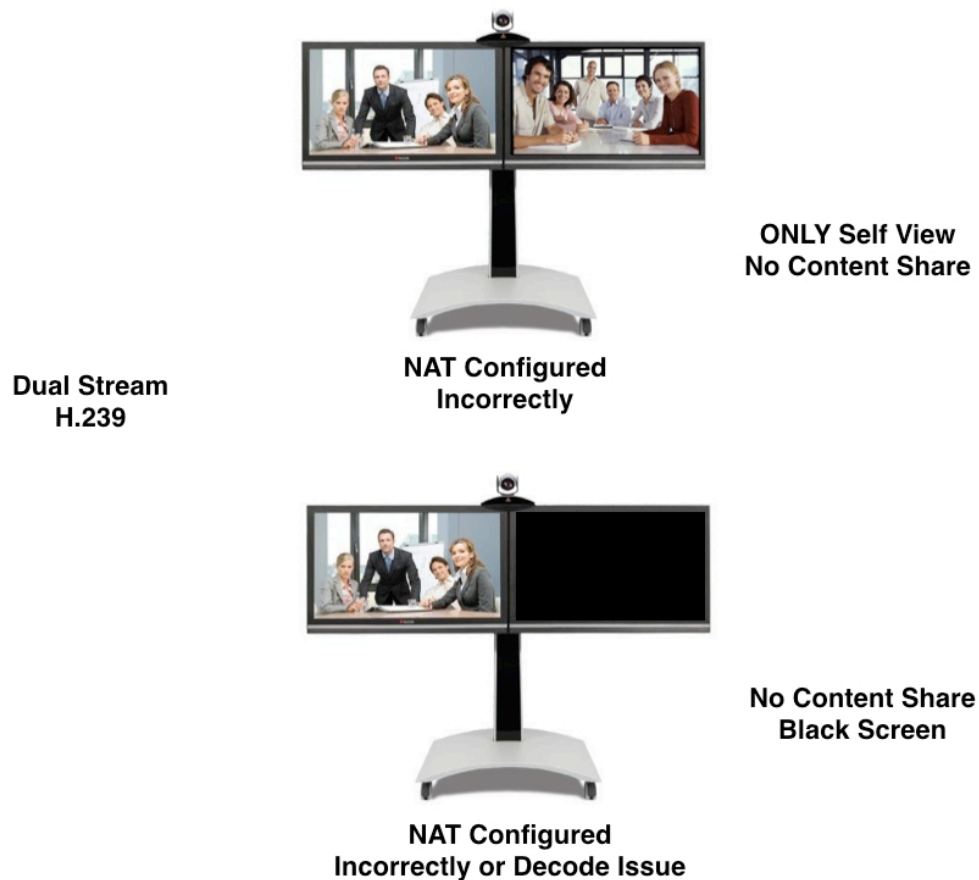 ONLY Self View
No Content Share
NAT Configured
Incorrectly
Dual Stream
H.239
No Content Share
Black Screen
NAT Configured
Incorrectly or Decode Issue